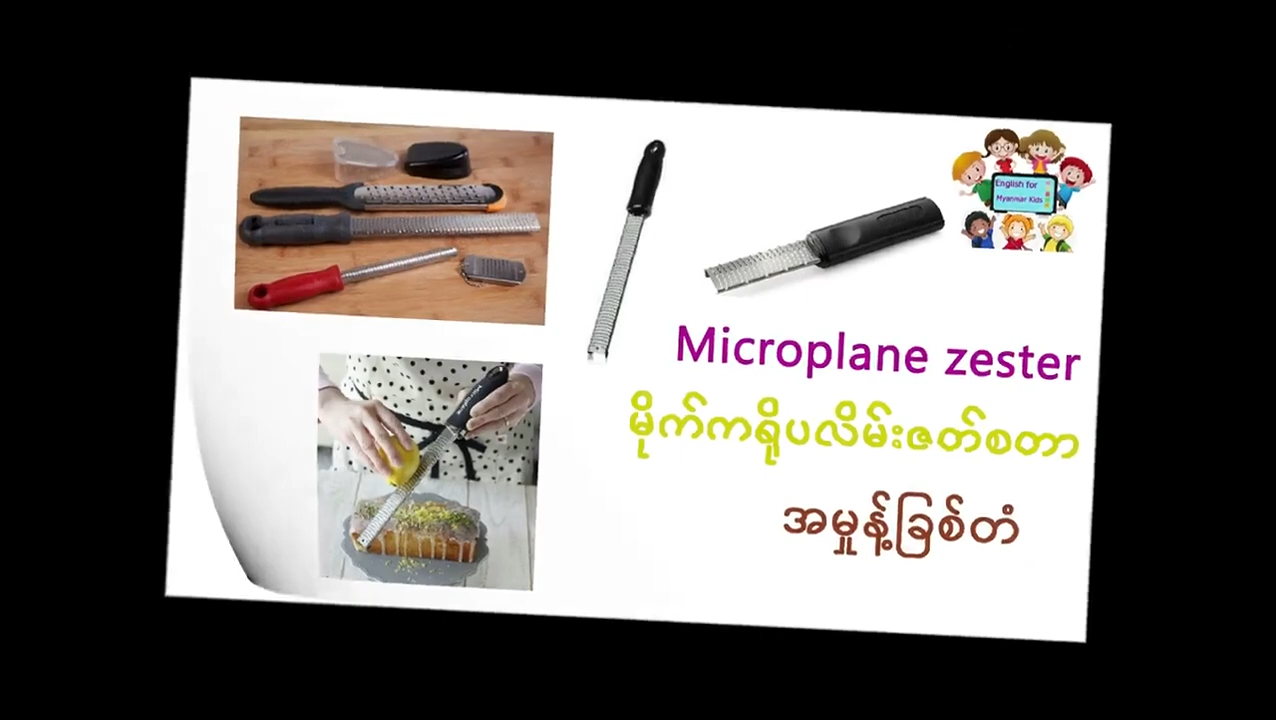 English for
Myanmar Kids
Microplane zester
မိုက်ကရိုပလိမ်းဇတ်စတာ
အမှုန့်ခြစ်တံ
Microplane